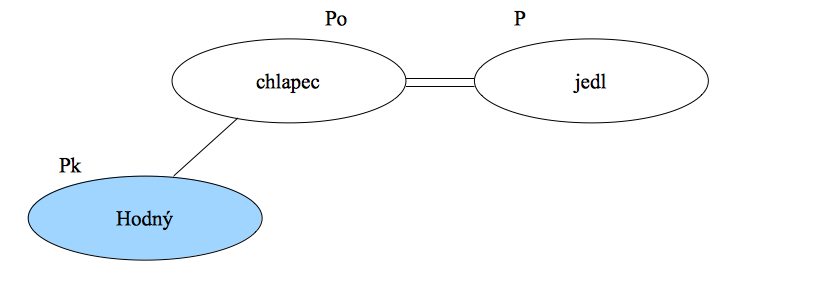 Po P
chlapec jedl
Pk
Hodný